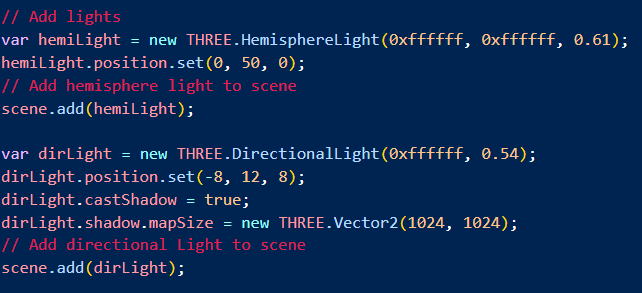 // Add lights
var hemiLight = new THREE.HemisphereLight(0xffffff, 0xffffff, 0.61);
hemiLight.position.set(0, 50, 0);
// Add hemisphere light to scene
scene.add(hemiLight);

var dirLight = new THREE.DirectionalLight(0xffffff, 0.54);
dirLight.position.set(-8, 12, 8);
dirLight.castShadow = true;
dirLight.shadow.mapSize = new THREE.Vector2(1024, 1024);
// Add directional Light to scene
scene.add(dirLight);